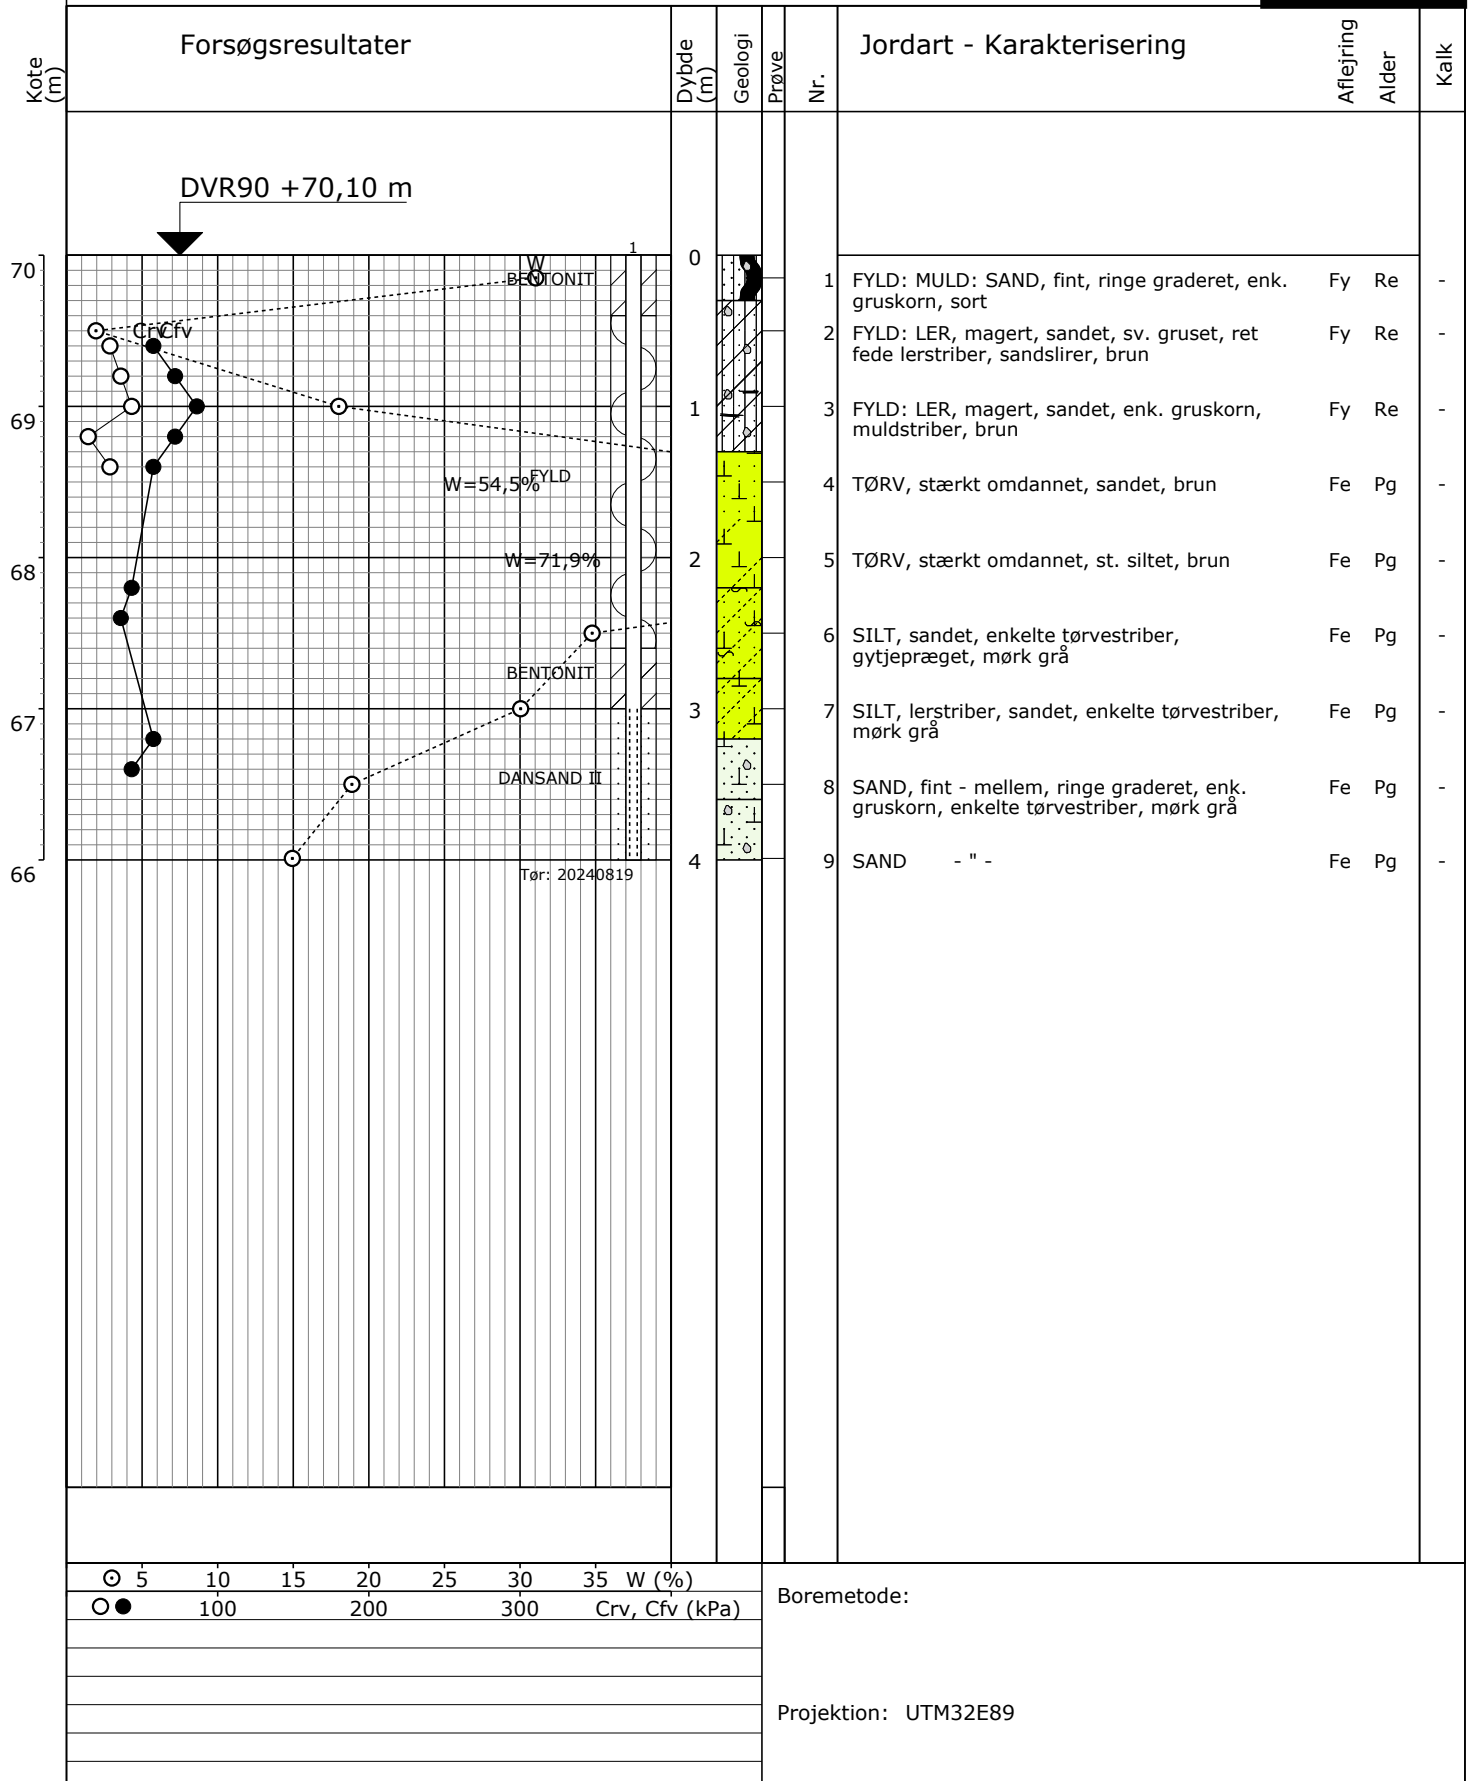 Kote
(m)
Forsøgsresultater
Dybde
(m)
Geologi
Prøve
Nr.
Jordart - Karakterisering
Aflejring
Alder
Kalk
DVR90 +70,10 m
1
W
BENTONIT
Crv
Cfv
FYLD
W=54,5%
W=71,9%
BENTONIT
DANSAND II
Tør: 20240819
70
69
68
67
66
0
1
2
3
4
1 FYLD: MULD: SAND, fint, ringe graderet, enk. Fy Re -
gruskorn, sort
2 FYLD: LER, magert, sandet, sv. gruset, ret Fy Re -
fede lerstriber, sandslirer, brun
3 FYLD: LER, magert, sandet, enk. gruskorn, Fy Re -
muldstriber, brun
4 TØRV, stærkt omdannet, sandet, brun Fe Pg -
5 TØRV, stærkt omdannet, st. siltet, brun Fe Pg -
6 SILT, sandet, enkelte tørvestriber, Fe Pg -
gytjepræget, mørk grå
7 SILT, lerstriber, sandet, enkelte tørvestriber, Fe Pg -
mørk grå
8 SAND, fint - mellem, ringe graderet, enk. Fe Pg -
gruskorn, enkelte tørvestriber, mørk grå
9 SAND - " - Fe Pg -
5 10 15 20 25 30 35 W (%)
100 200 300 Crv, Cfv (kPa)
Boremetode:
Projektion: UTM32E89